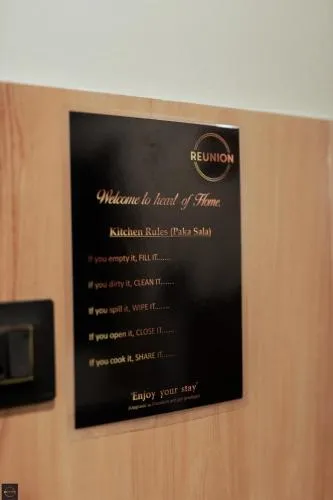 REUNION
Welcome to heart of Home.
Kitchen Rules (Paka Sala)
If you empty it, FILL IT......
if you dirty it, CLEAN IT......
If you spill it, WIPE IT......
If you open it, CLOSE IT.....
If you cook it, SHARE IT.....
'Enjoy your stay'